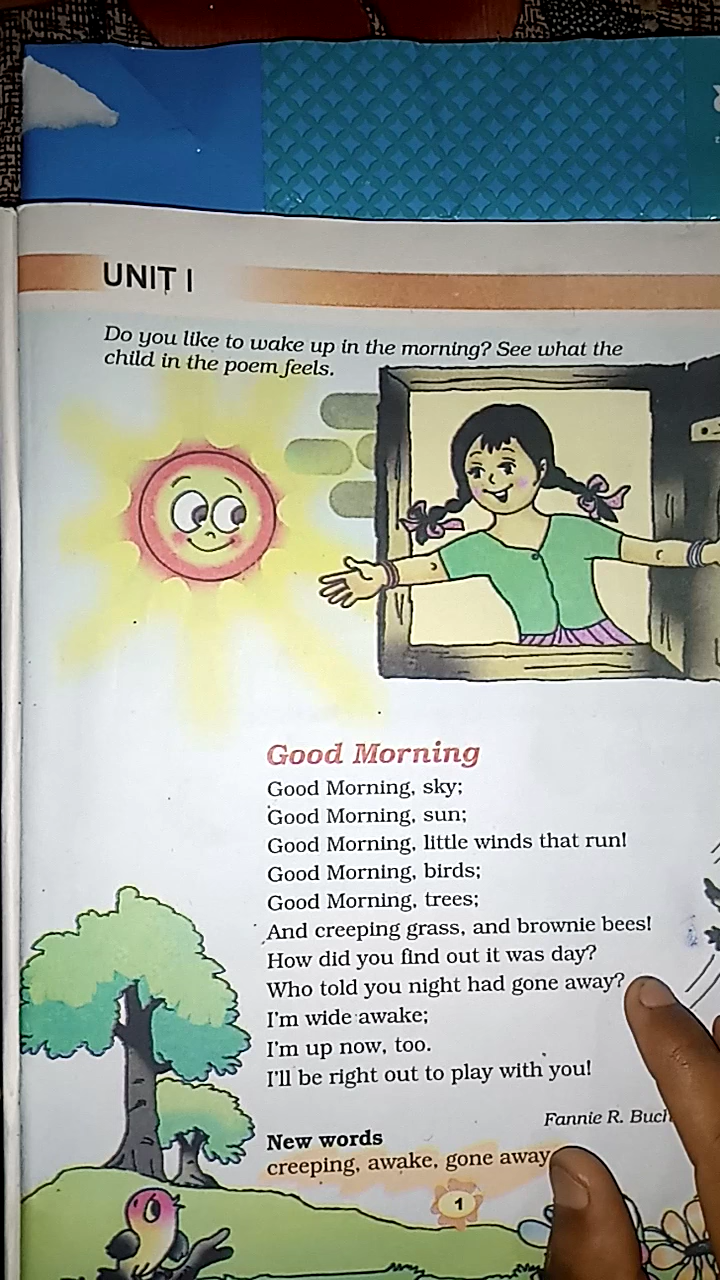 UNIT I
Do you like to wake up in the morning? See what the
child in the poem feels.
Good Morning
Good Morning, sky;
Good Morning, sun;
Good Morning, little winds that run!
Good Morning, birds;
Good Morning, trees;
And creeping grass, and brownie bees!
How did you find out it was day?
Who told you night had gone away?
I'm wide awake;
I'm up now, too.
I'll be right out to play with you!
Fannie R.
New words
creeping, awake, gone away
1